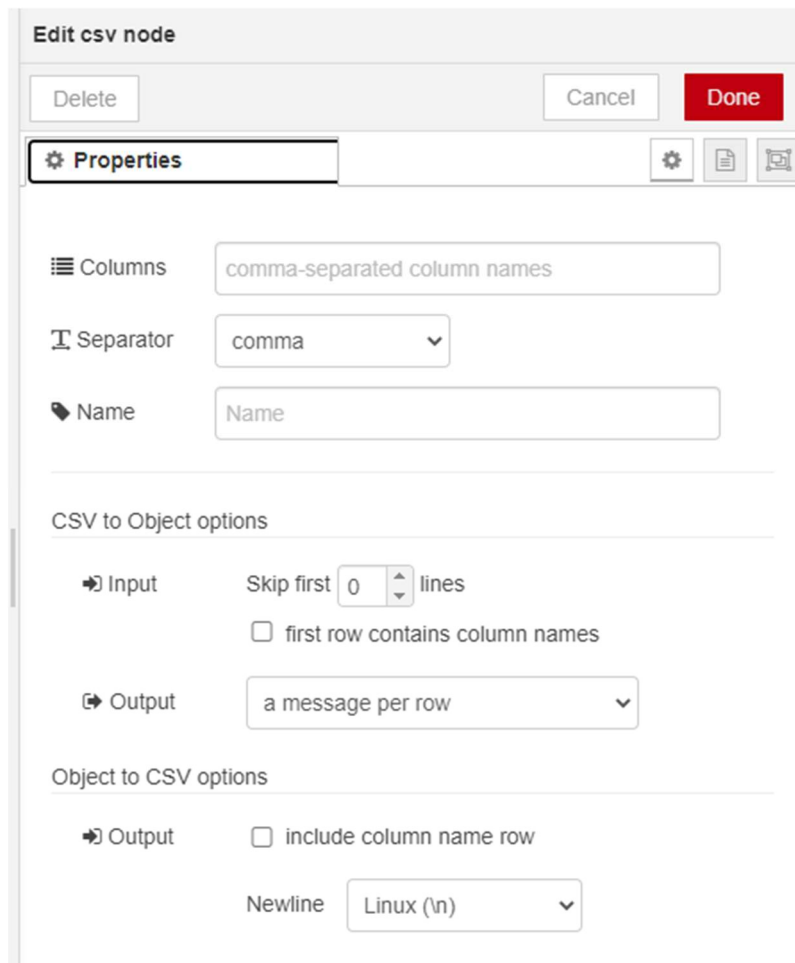 Edit csv node
Delete Cancel Done
Properties
Columns comma-separated column names
Separator comma
Name Name
CSV to Object options
Input Skip first 0 lines
first row contains column names
Output a message per row
Object to CSV options
Output include column name row
Newline Linux (\n)